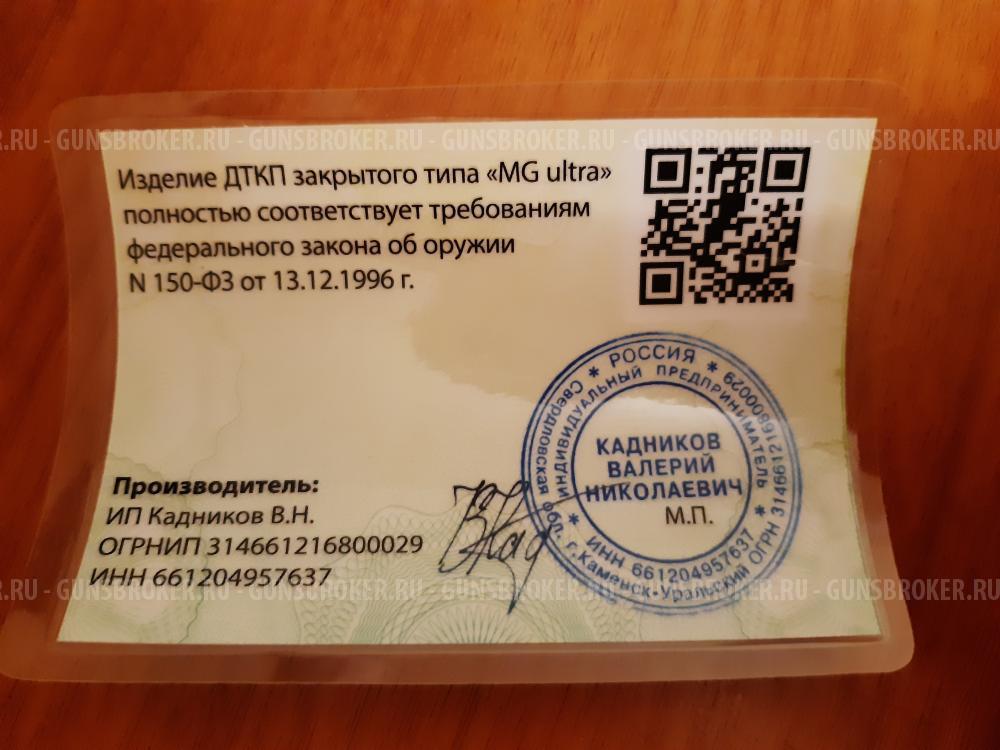 .RU - GUNSBROKER.RU - GUNSBROKER.RU - GUNSBROKER.RU - GUNSBROKER.RU - GUNSBROKER.RU
Изделие ДТКП закрытого типа «MG ultra»
полностью соответствует требованиям
федерального закона об оружии
N 150-ФЗ от 13.12.1996 г.
* РОССИЯ *
Свердловская обл. г.Каменск-Уральский ОГРН 314661216800029
* ИНДИВИДУАЛЬНЫЙ ПРЕДПРИНИМАТЕЛЬ *
ИНН 661204957637
КАДНИКОВ
ВАЛЕРИЙ
НИКОЛАЕВИЧ
М.П.
Производитель:
ИП Кадников В.Н.
ОГРНИП 314661216800029
ИНН 661204957637
.RU - GUNSBROKER.RU - GUNSBROKER.RU - GUNSBROKER.RU - GUNSBROKER.RU - GUNSBROKER.RU